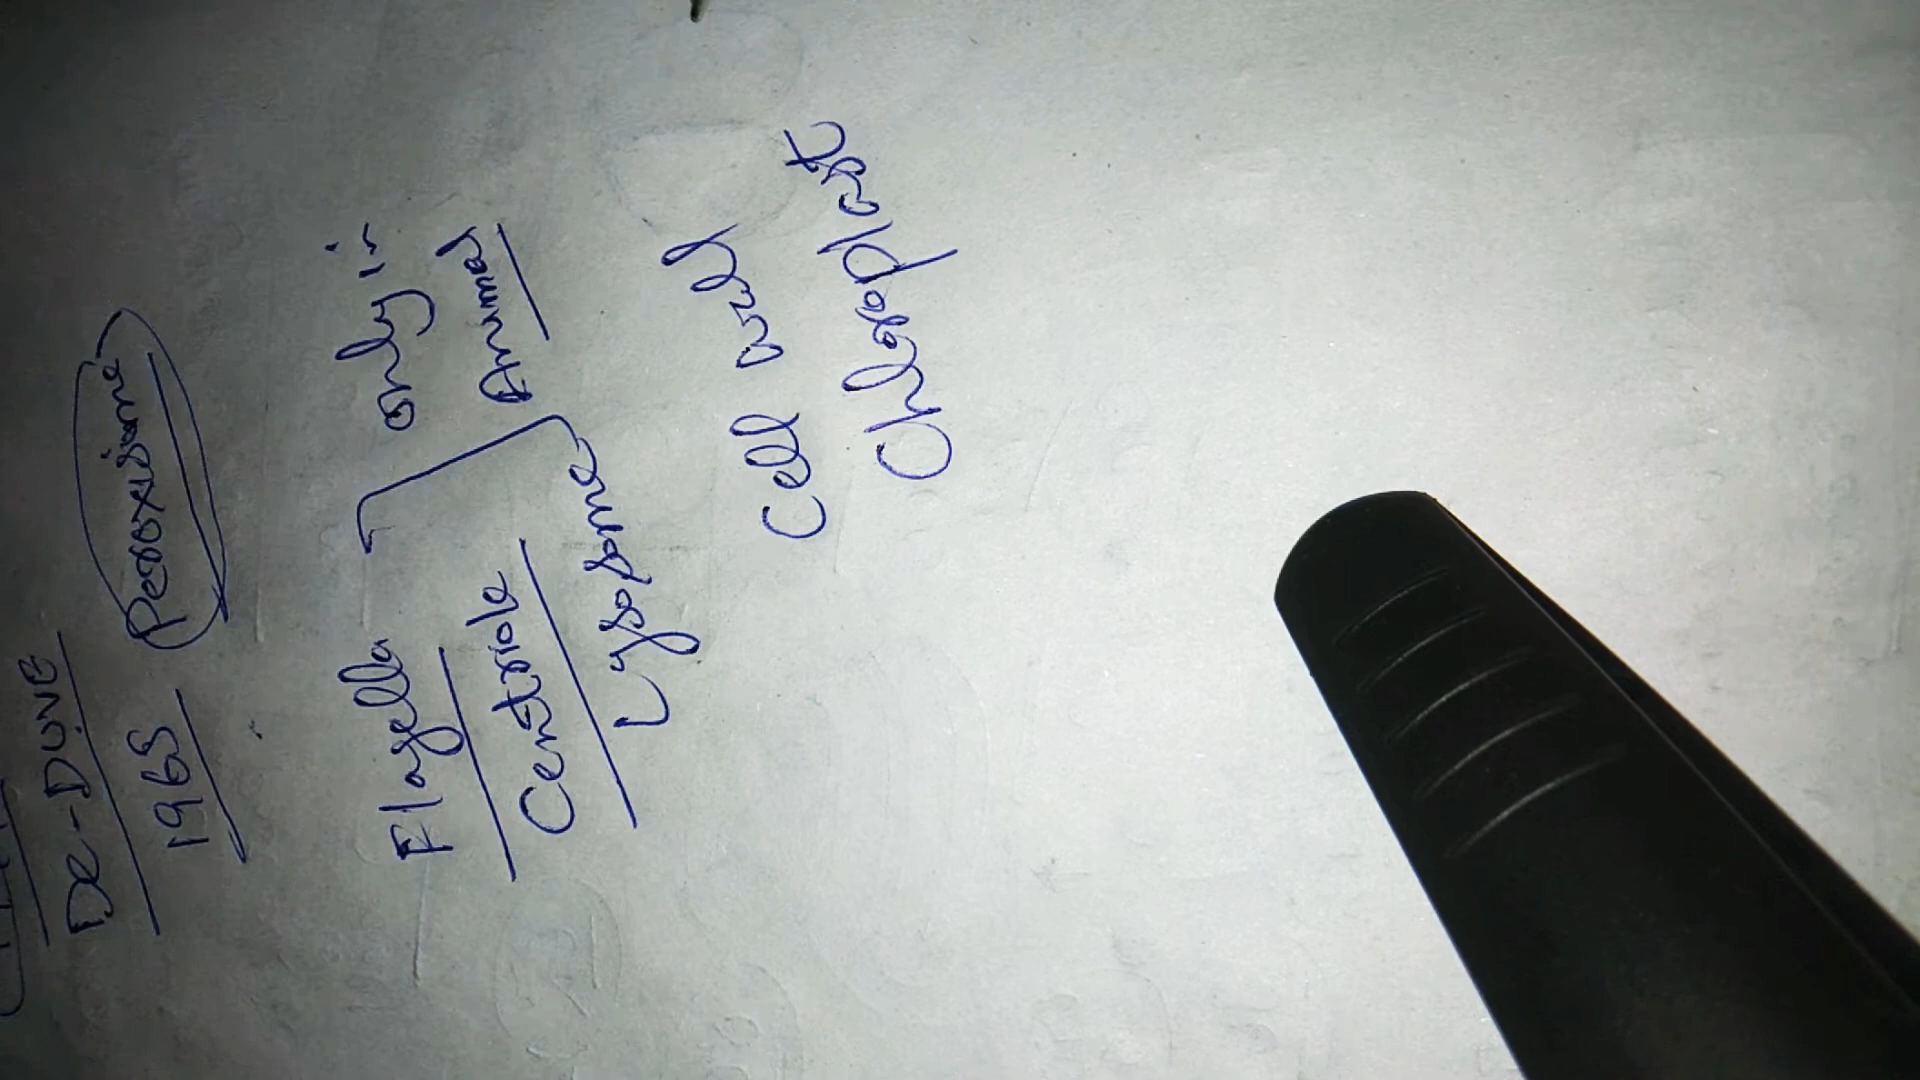 De-DUVE
1965 Peroxisome
Flagella
Centriole
Lysosome
only in
Animal
Cell wall
Chloroplast